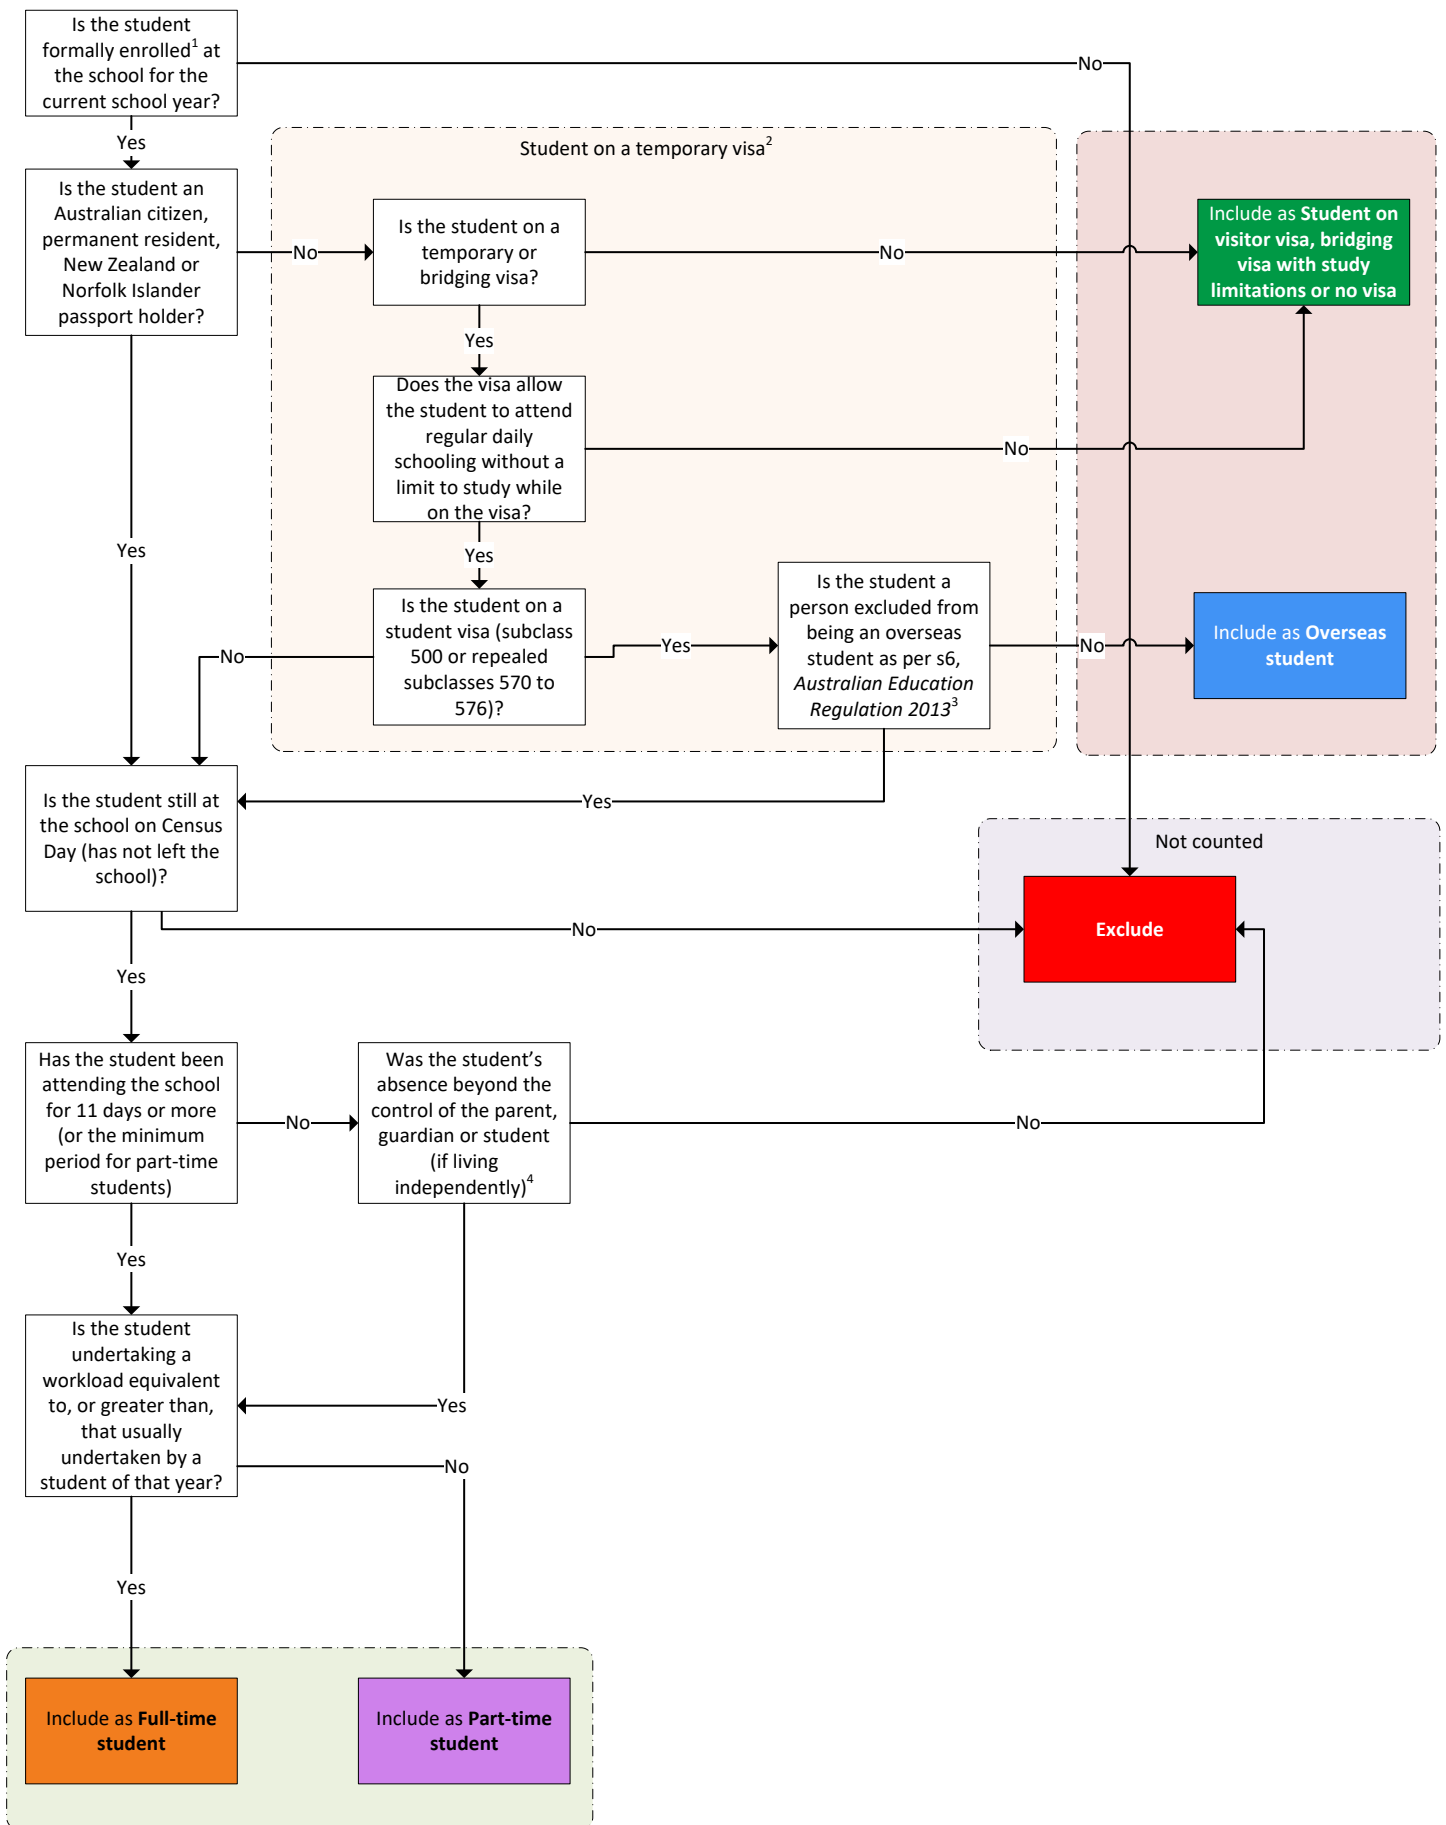 Is the student
formally enrolled¹ at
the school for the
current school year?
No
Yes
Student on a temporary visa²
Is the student an
Australian citizen,
permanent resident,
New Zealand or
Norfolk Islander
passport holder?
No
Is the student on a
temporary or
bridging visa?
No
Include as Student on
visitor visa, bridging
visa with study
limitations or no visa
Yes
Does the visa allow
the student to attend
regular daily
schooling without a
limit to study while
on the visa?
No
Yes
Yes
Is the student on a
student visa (subclass
500 or repealed
subclasses 570 to
576)?
No
Yes
Is the student a
person excluded from
being an overseas
student as per s6,
Australian Education
Regulation 2013³
No
Include as Overseas
student
Yes
Is the student still at
the school on Census
Day (has not left the
school)?
Not counted
Exclude
No
Yes
Has the student been
attending the school
for 11 days or more
(or the minimum
period for part-time
students)
No
Was the student’s
absence beyond the
control of the parent,
guardian or student
(if living
independently)⁴
No
Yes
Yes
Is the student
undertaking a
workload equivalent
to, or greater than,
that usually
undertaken by a
student of that year?
No
Yes
Include as Full-time
student
Include as Part-time
student